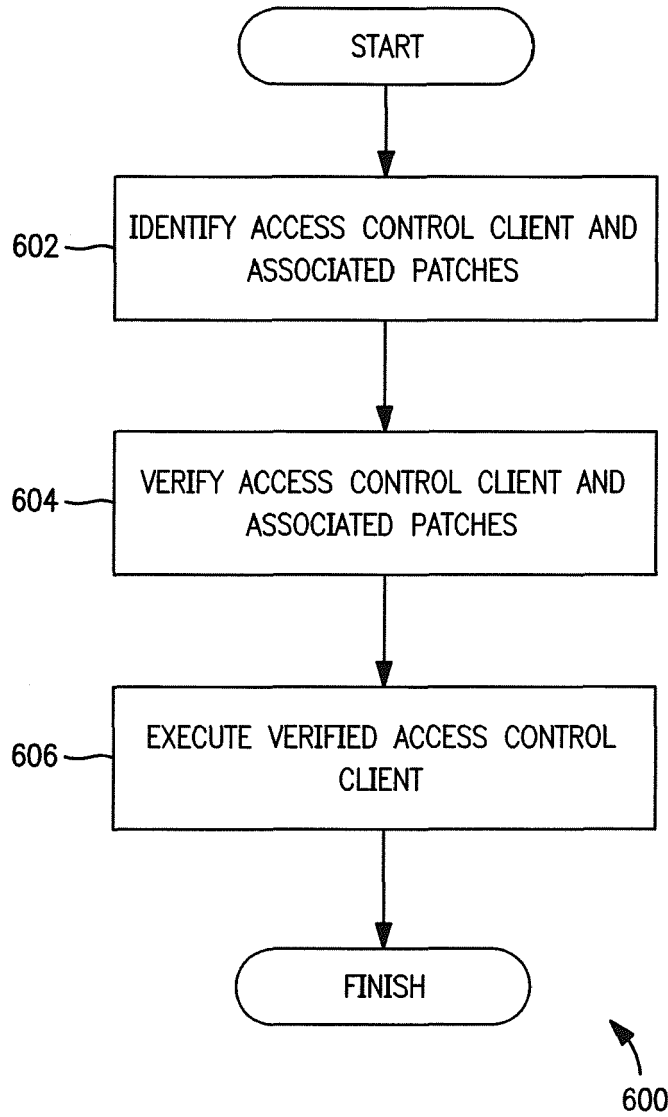 START
602
IDENTIFY ACCESS CONTROL CLIENT AND
ASSOCIATED PATCHES
604
VERIFY ACCESS CONTROL CLIENT AND
ASSOCIATED PATCHES
606
EXECUTE VERIFIED ACCESS CONTROL
CLIENT
FINISH
600